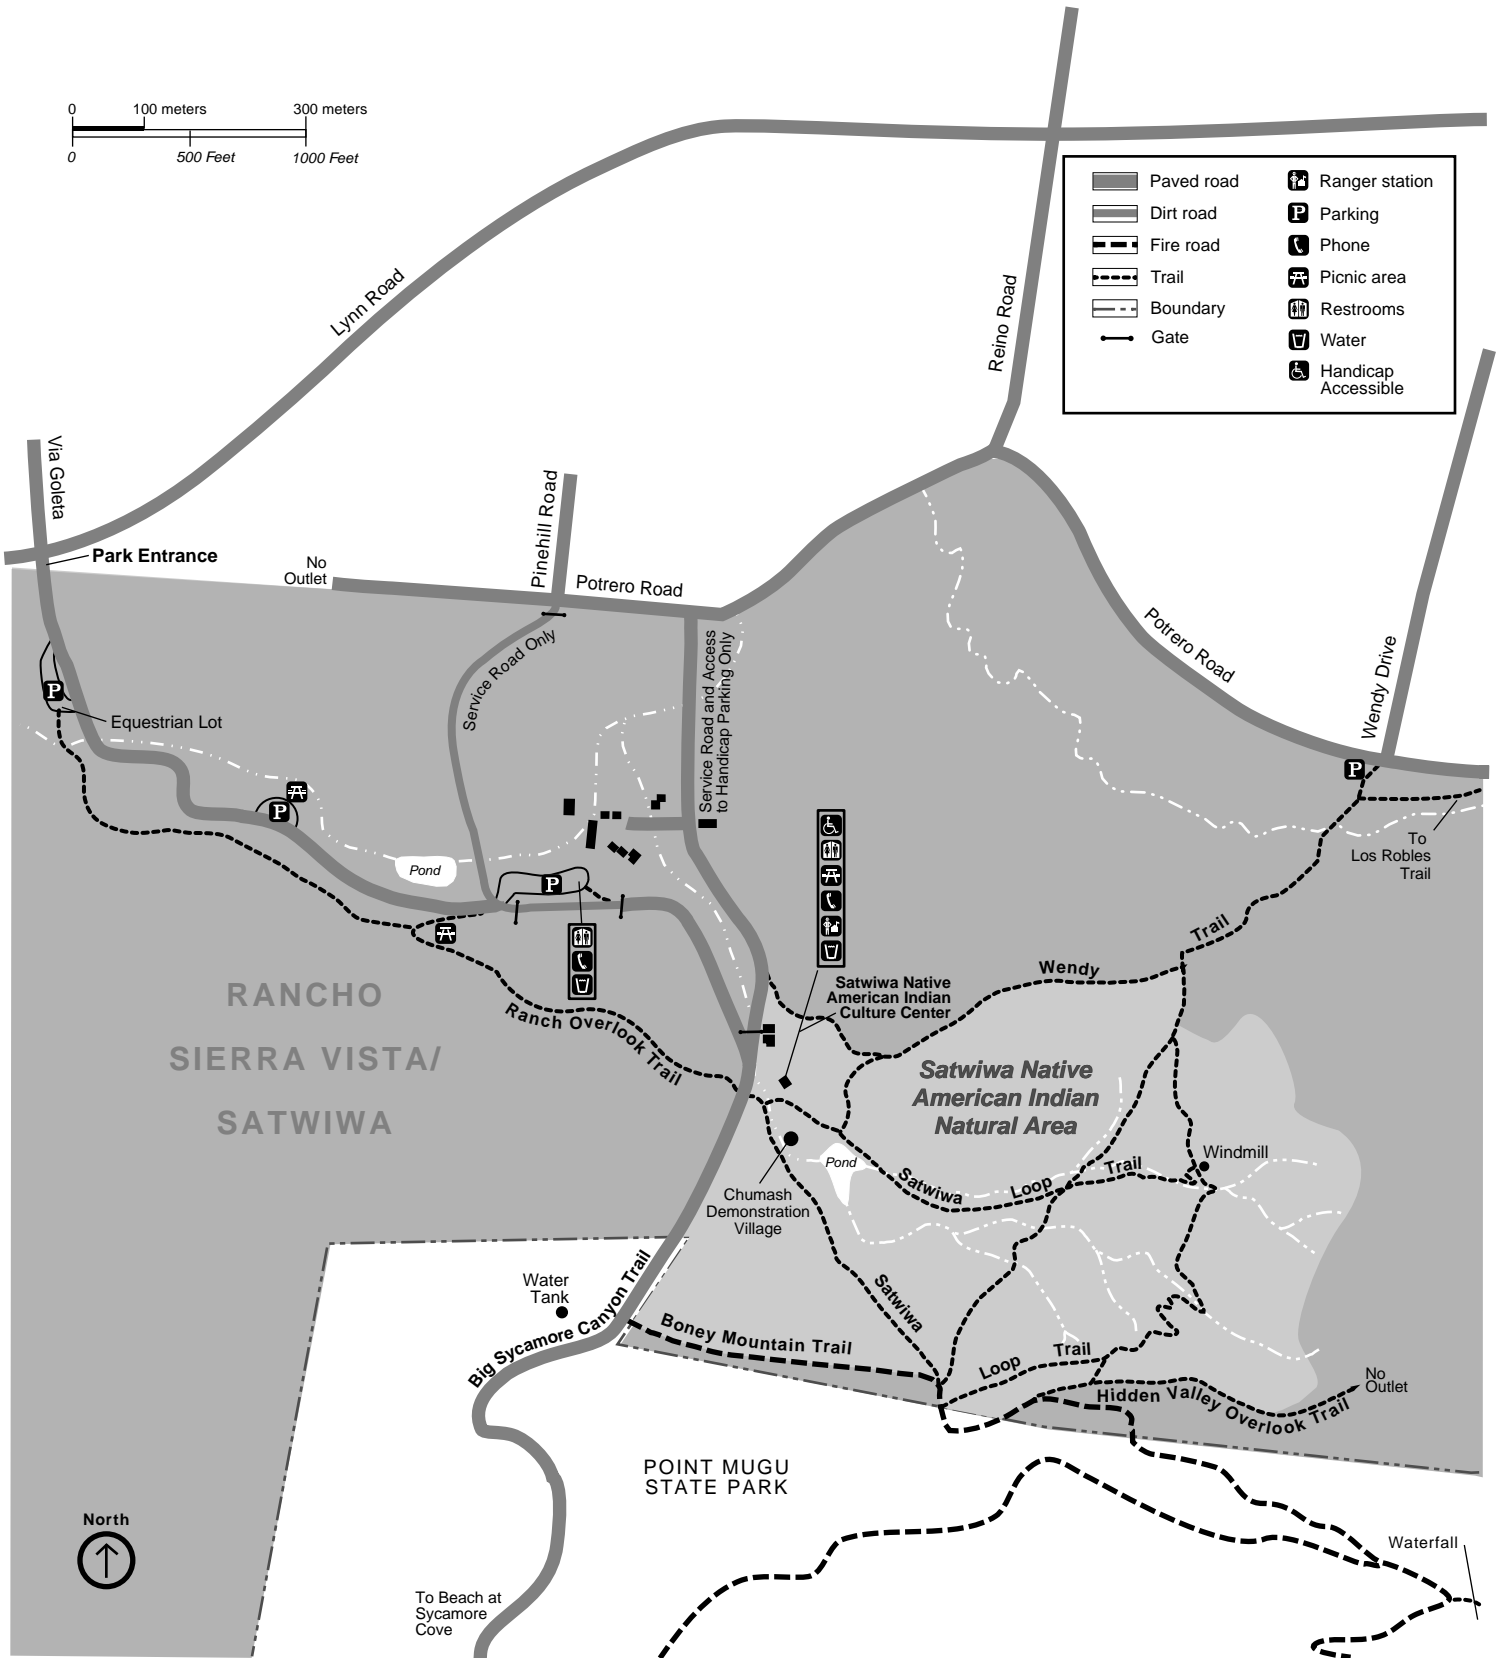 0 100 meters 300 meters
0 500 Feet 1000 Feet
Lynn Road
Reino Road
Paved road
Dirt road
Fire road
Trail
Boundary
Gate
Ranger station
P Parking
Phone
Picnic area
Restrooms
Water
Handicap
Accessible
Via Goleta
Park Entrance
No
Outlet
Pinehill Road
Potrero Road
Service Road Only
Service Road and Access
to Handicap Parking Only
Potrero Road
Wendy Drive
P
Equestrian Lot
P
P
To
Los Robles
Trail
Pond
P
Wendy
Trail
Satwiwa Native
American Indian
Culture Center
RANCHO
SIERRA VISTA/
SATWIWA
Ranch Overlook Trail
Satwiwa Native
American Indian
Natural Area
Windmill
Pond
Satwiwa
Loop
Trail
Chumash
Demonstration
Village
Satwiwa
Loop
Trail
Water
Tank
Big Sycamore Canyon Trail
Boney Mountain Trail
Hidden Valley Overlook Trail
No
Outlet
POINT MUGU
STATE PARK
North
Waterfall
To Beach at
Sycamore
Cove